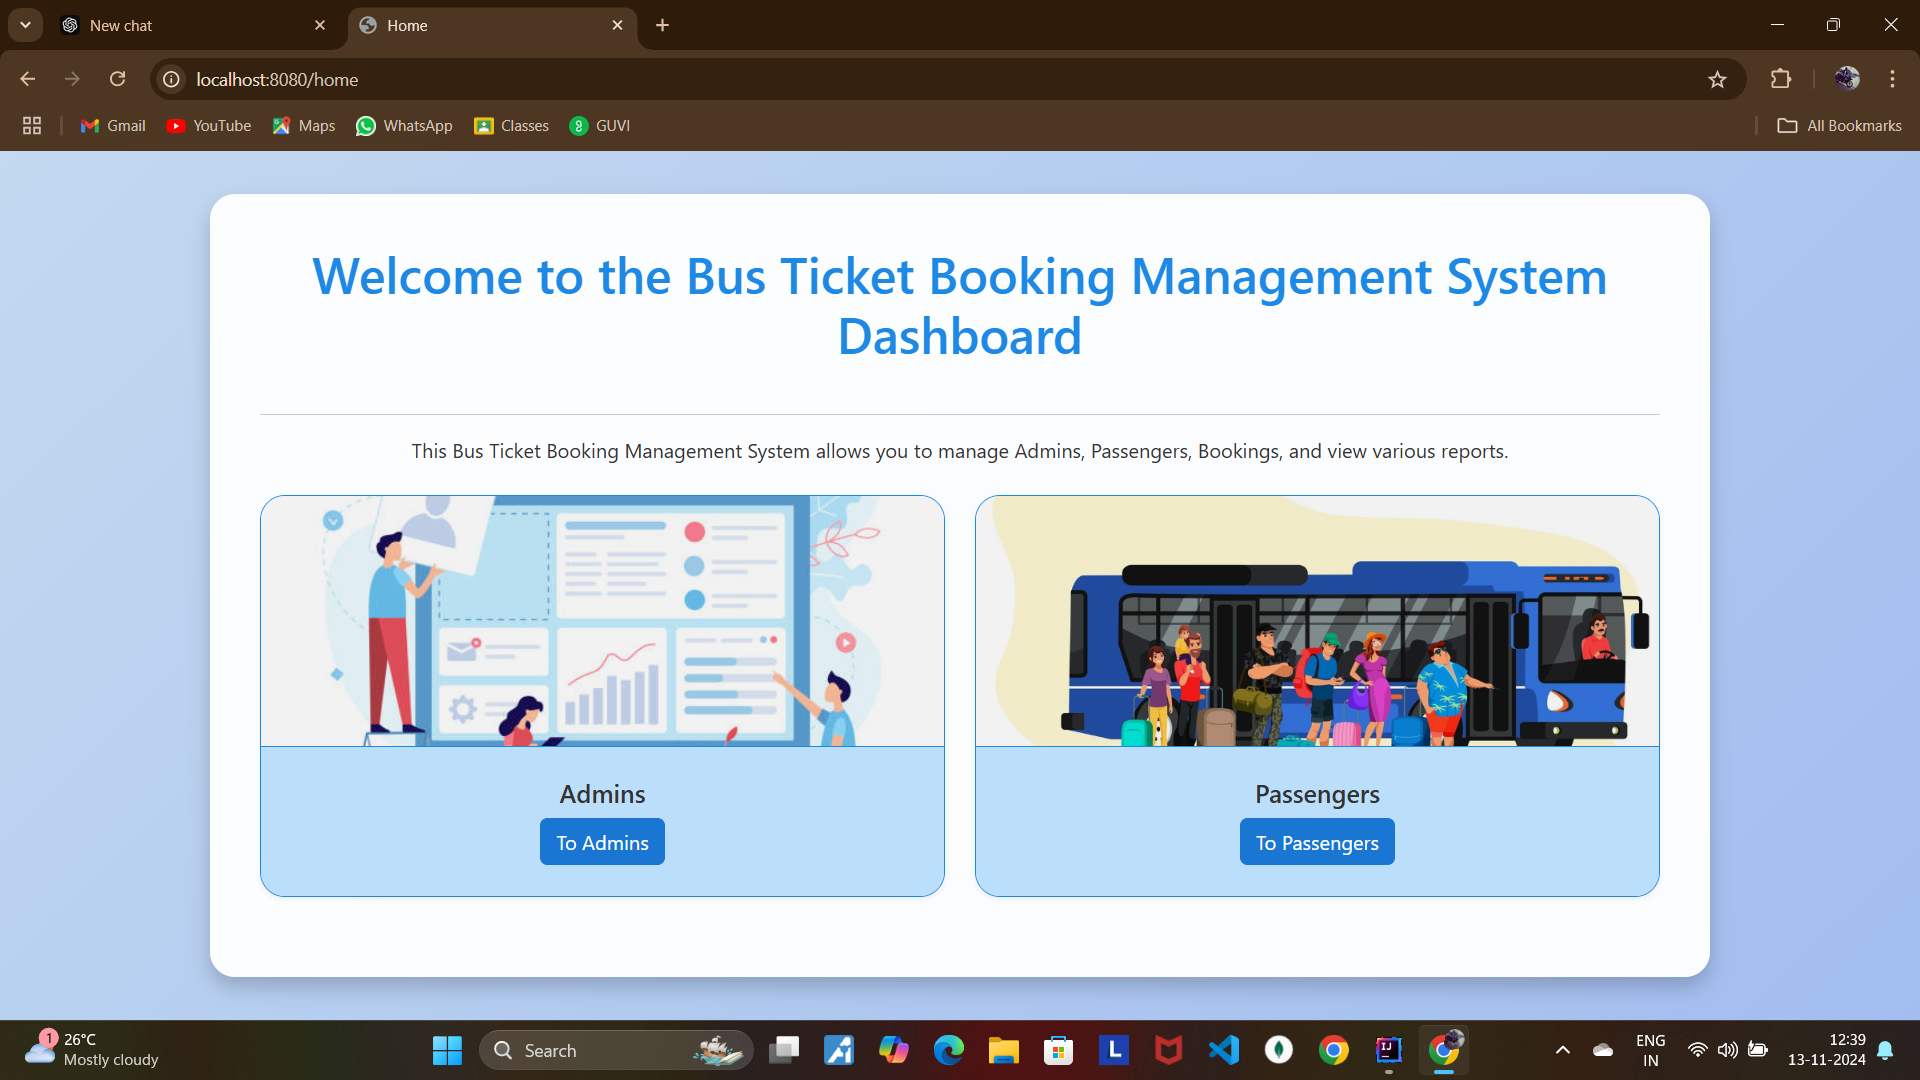 New chat
Home
localhost:8080/home
Gmail
YouTube
Maps
WhatsApp
Classes
GUVI
All Bookmarks
Welcome to the Bus Ticket Booking Management System
Dashboard
This Bus Ticket Booking Management System allows you to manage Admins, Passengers, Bookings, and view various reports.
Admins
To Admins
Passengers
To Passengers
1
26°C
Mostly cloudy
Search
L
IJ
ENG
IN
12:39
13-11-2024